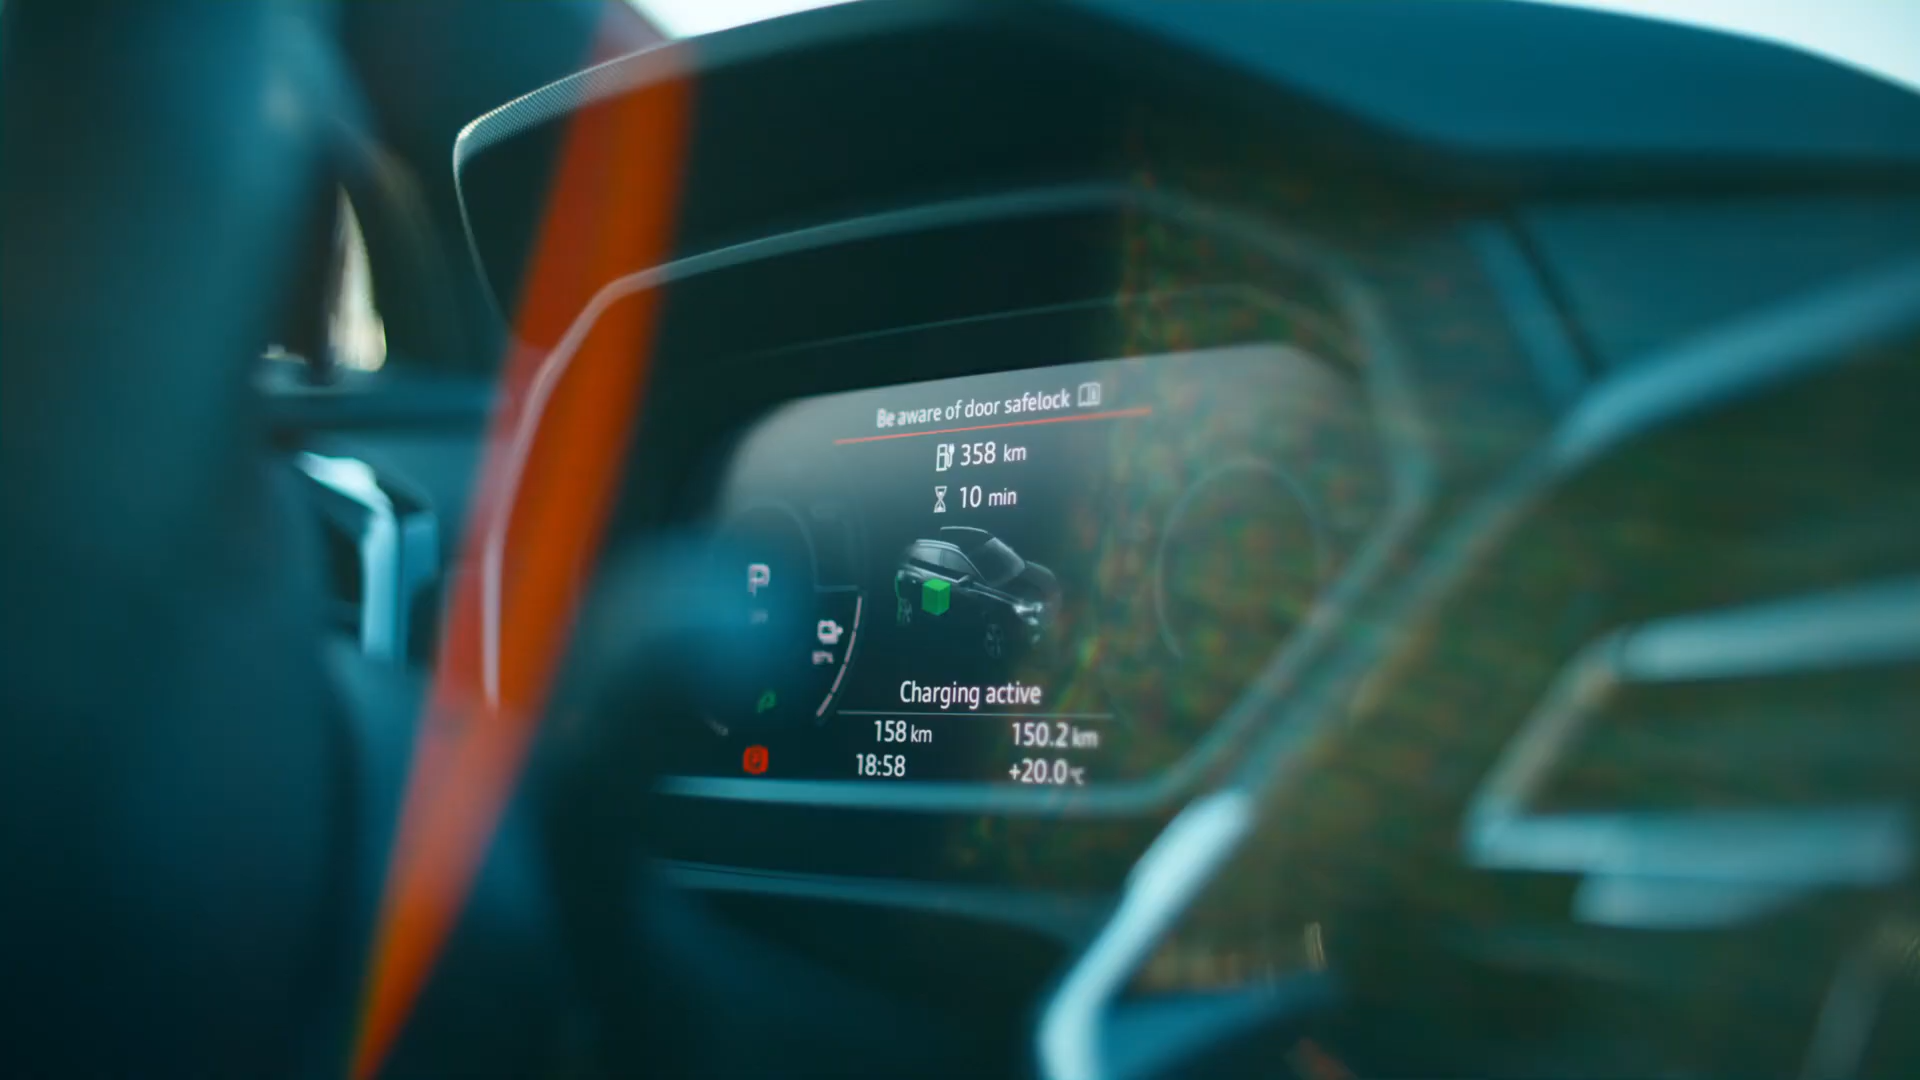 Be aware of door safelock
358 km
10 min
P
Charging active
158 km 150.2 km
18:58 +20.0 °C